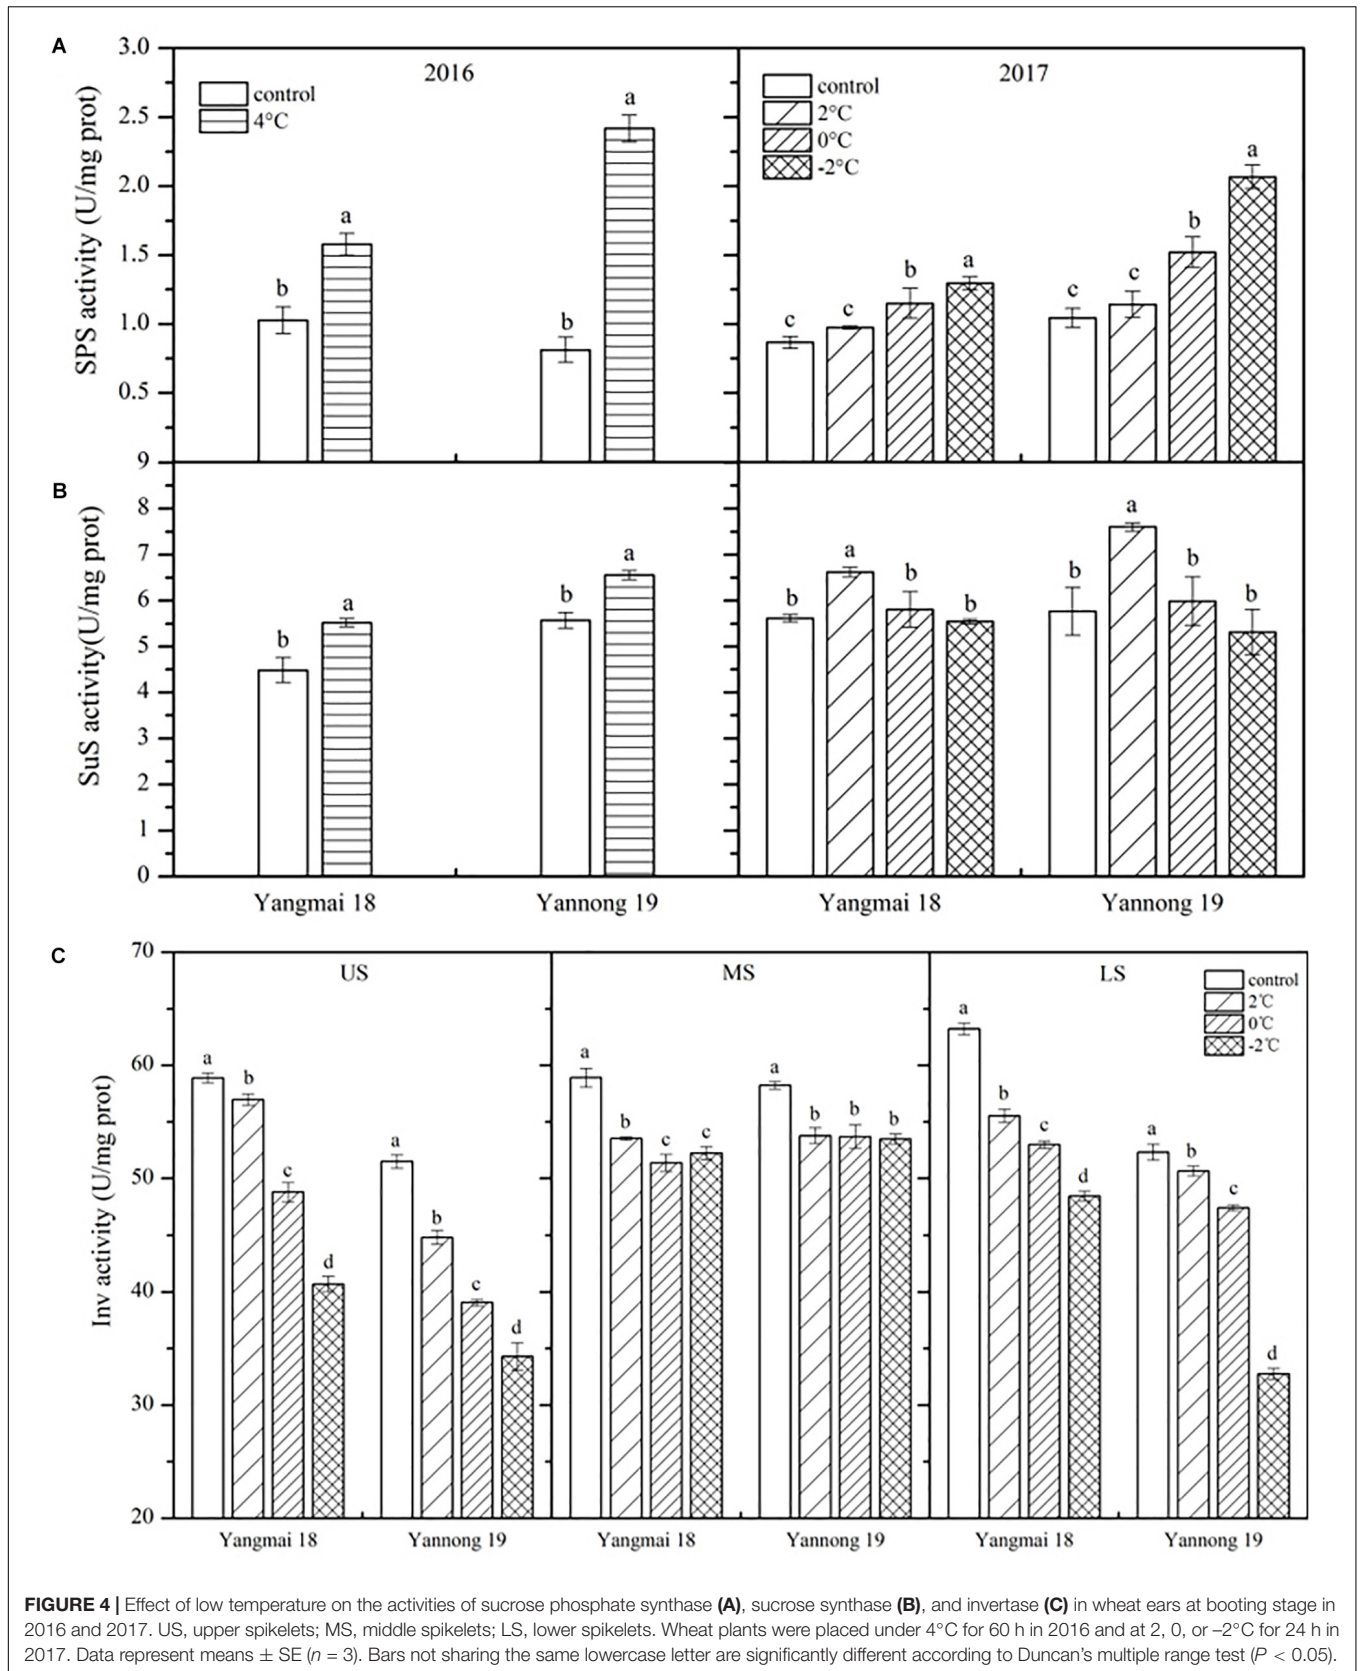 A
3.0
2016
2017
control
4°C
control
2°C
0°C
-2°C
2.5
2.0
1.5
1.0
0.5
SPS activity (U/mg prot)
b
a
b
a
c
c
b
a
c
c
b
a
B
9
8
7
6
5
4
3
2
1
0
SuS activity(U/mg prot)
b
a
b
a
b
a
b
b
b
a
b
b
Yangmai 18
Yannong 19
Yangmai 18
Yannong 19
C
70
60
50
40
30
20
Inv activity (U/mg prot)
US
MS
LS
control
2℃
0℃
-2℃
a
b
c
d
a
b
c
d
a
b
c
c
a
b
b
b
a
b
c
d
a
b
c
d
Yangmai 18
Yannong 19
Yangmai 18
Yannong 19
Yangmai 18
Yannong 19
FIGURE 4 | Effect of low temperature on the activities of sucrose phosphate synthase (A), sucrose synthase (B), and invertase (C) in wheat ears at booting stage in
2016 and 2017. US, upper spikelets; MS, middle spikelets; LS, lower spikelets. Wheat plants were placed under 4°C for 60 h in 2016 and at 2, 0, or –2°C for 24 h in
2017. Data represent means ± SE (n = 3). Bars not sharing the same lowercase letter are significantly different according to Duncan's multiple range test (P < 0.05).